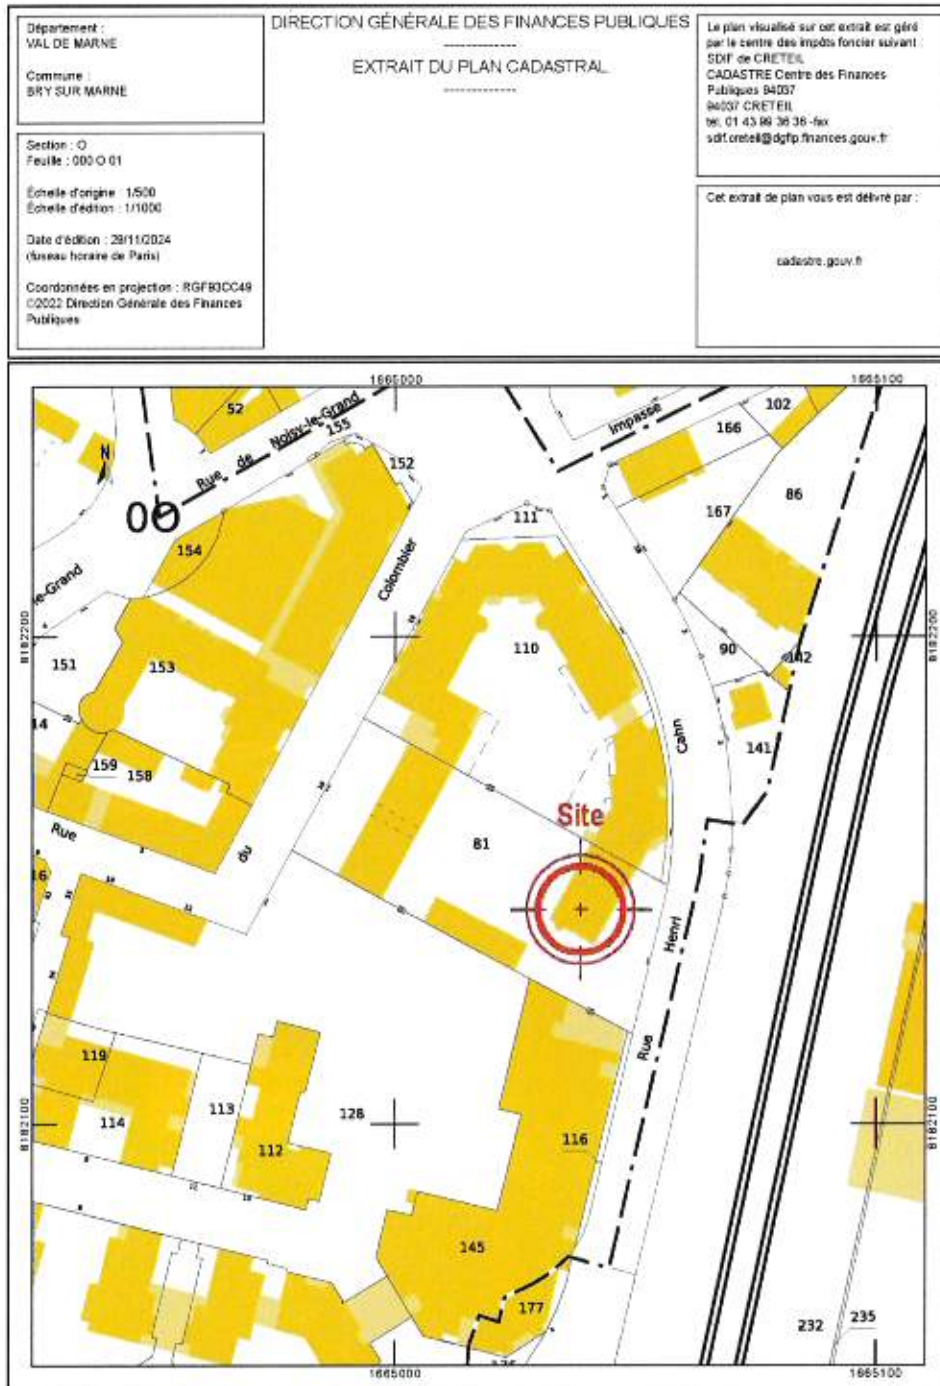 Département :
VAL DE MARNE
Commune :
BRY SUR MARNE
Section : O
Feuille : 000 O 01
Échelle d'origine : 1/500
Échelle d'édition : 1/1000
Date d'édition : 29/11/2024
(fuseau horaire de Paris)
Coordonnées en projection : RGF93CC49
©2022 Direction Générale des Finances
Publiques
DIRECTION GÉNÉRALE DES FINANCES PUBLIQUES
-------------
EXTRAIT DU PLAN CADASTRAL
-------------
Le plan visualisé sur cet extrait est géré
par le centre des impôts foncier suivant :
SDIF de CRETEIL
CADASTRE Centre des Finances
Publiques 94037
94037 CRETEIL
tél. 01 43 99 36 36 -fax
sdif.creteil@dgfip.finances.gouv.fr
Cet extrait de plan vous est délivré par :
cadastre.gouv.fr
1665000
1665100
52
Rue de Noisy-le-Grand
155
152
Impasse
166
102
N
OO
111
167
86
154
le-Grand
Colombier
8182200
8182200
151
153
110
90
142
14
Cahn
141
159
158
Rue
du
81
Site
16
Henri
Rue
119
114
113
112
128
116
8182100
8182100
145
177
232
235
1665000
1665100